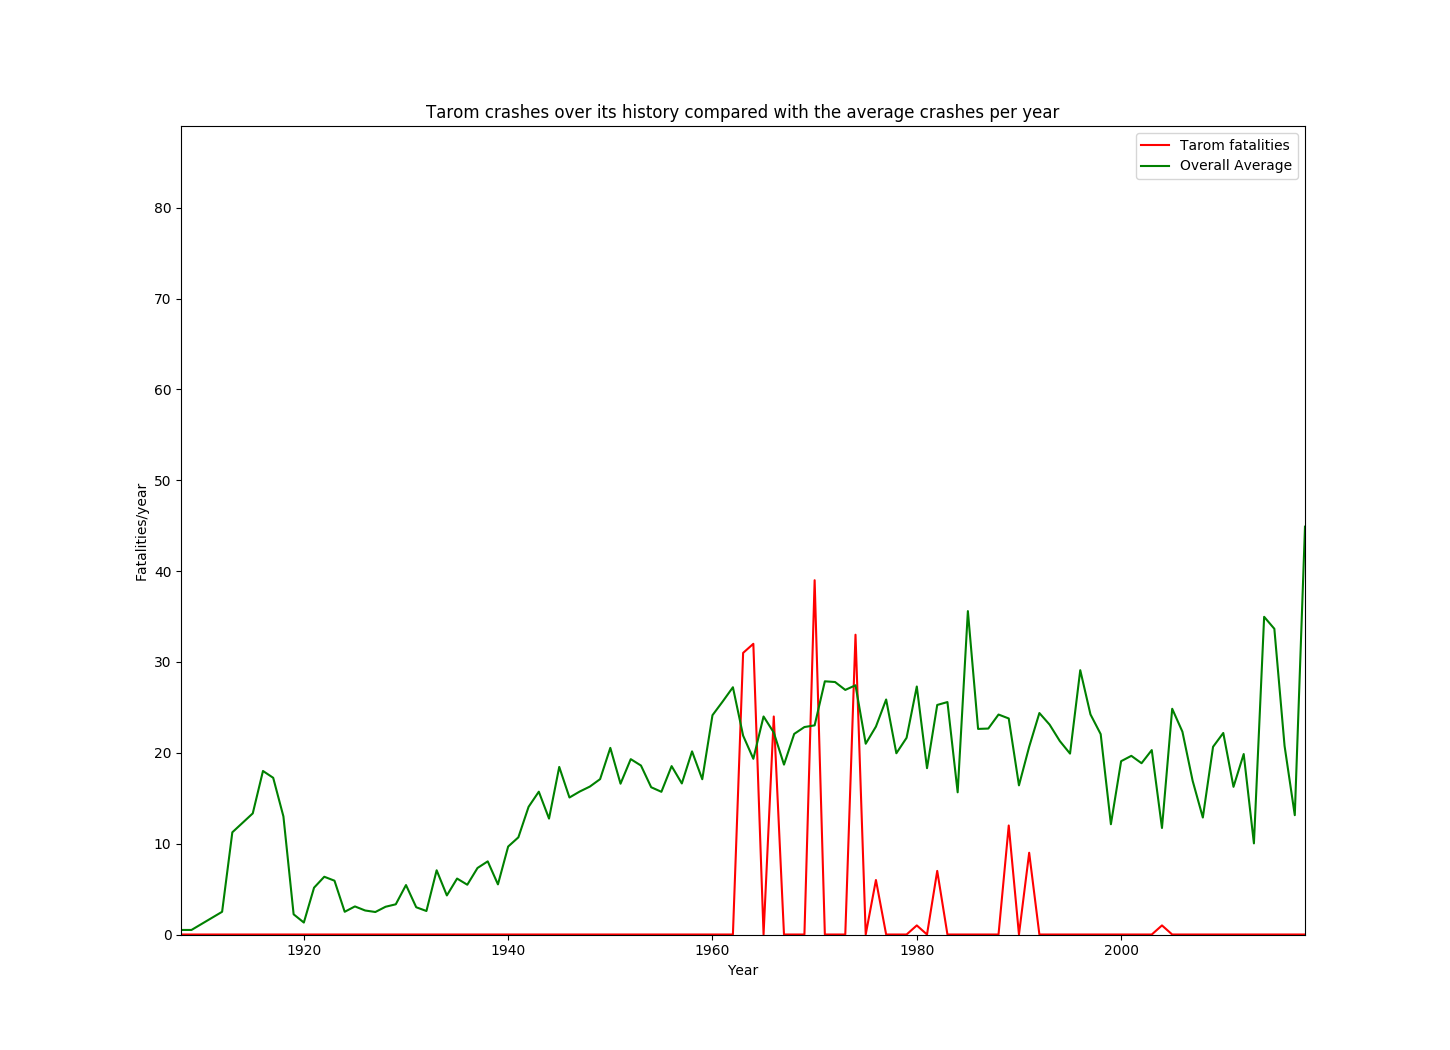 Tarom crashes over its history compared with the average crashes per year
Tarom fatalities
Overall Average
80
70
60
50
40
30
20
10
0
Fatalities/year
1920 1940 1960 1980 2000
Year